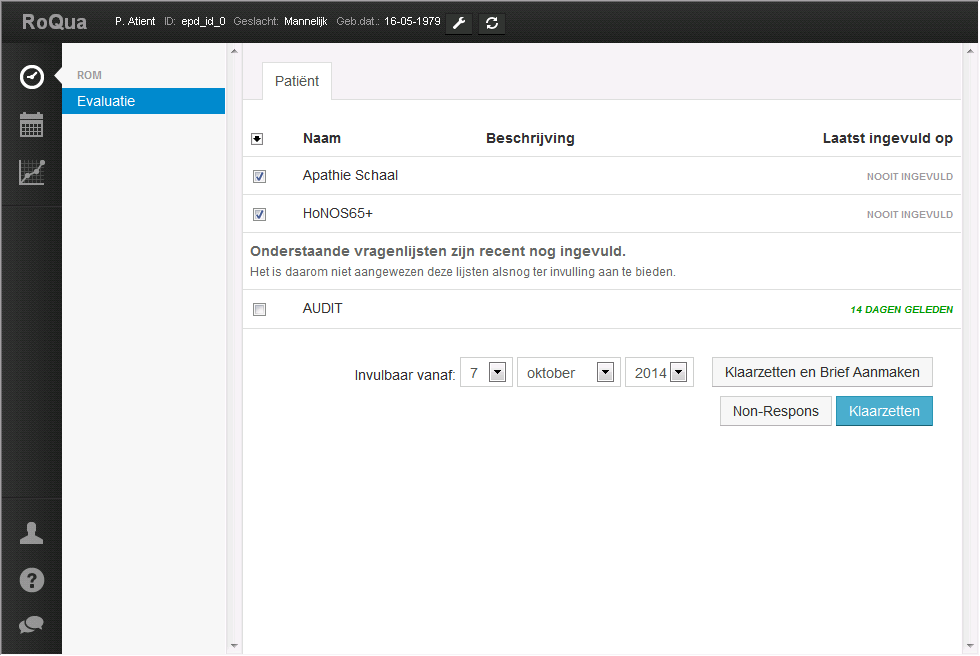 RoQua P. Atient ID: epd_id_0 Geslacht: Mannelijk Geb.dat.: 16-05-1979
ROM
Evaluatie
Patiënt
Naam Beschrijving Laatst ingevuld op
Apathie Schaal NOOIT INGEVULD
HoNOS65+ NOOIT INGEVULD
Onderstaande vragenlijsten zijn recent nog ingevuld.
Het is daarom niet aangewezen deze lijsten alsnog ter invulling aan te bieden.
AUDIT 14 DAGEN GELEDEN
Invulbaar vanaf: 7 oktober 2014 Klaarzetten en Brief Aanmaken
Non-Respons Klaarzetten